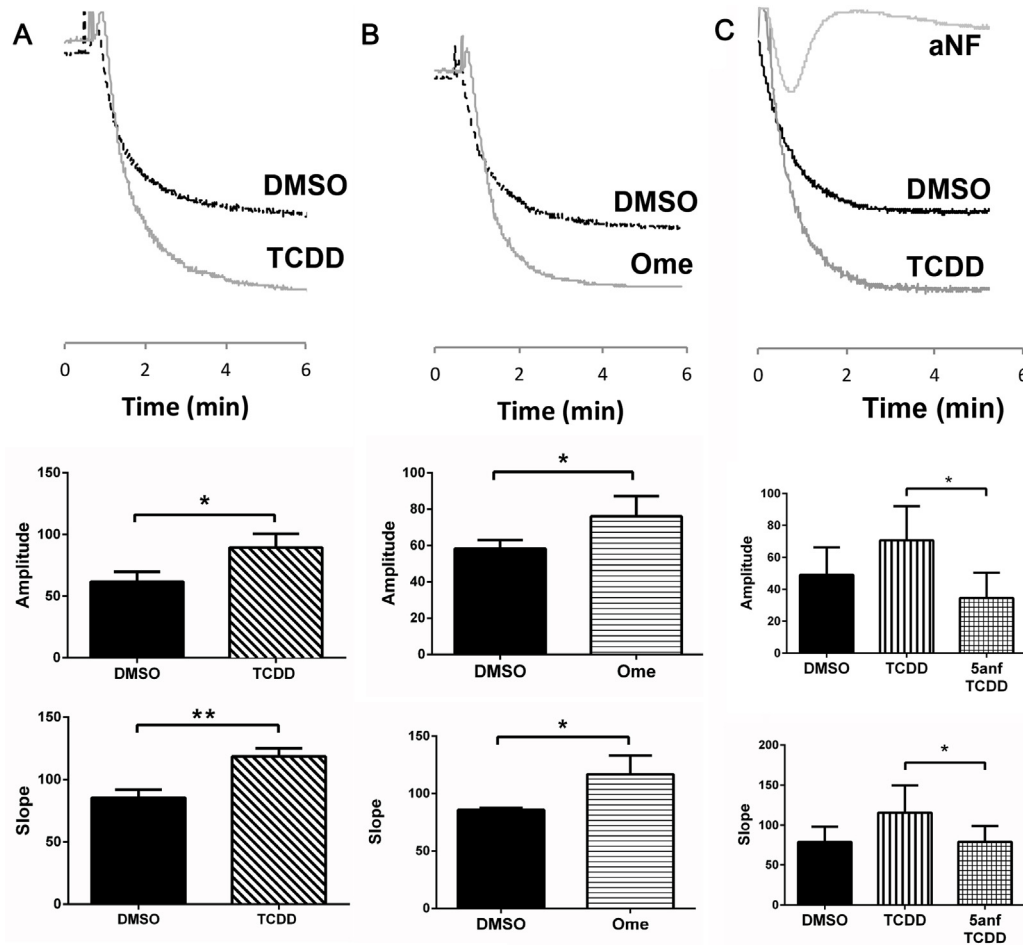 A
DMSO
TCDD
0 2 4 6
Time (min)
B
DMSO
Ome
0 2 4 6
Time (min)
C
aNF
DMSO
TCDD
0 2 4 6
Time (min)
150
100
50
0
Amplitude
*
DMSO TCDD
100
80
60
40
20
0
Amplitude
*
DMSO Ome
100
80
60
40
20
0
Amplitude
*
DMSO TCDD 5anf
TCDD
150
100
50
0
Slope
**
DMSO TCDD
150
100
50
0
Slope
*
DMSO Ome
200
150
100
50
0
Slope
*
DMSO TCDD 5anf
TCDD